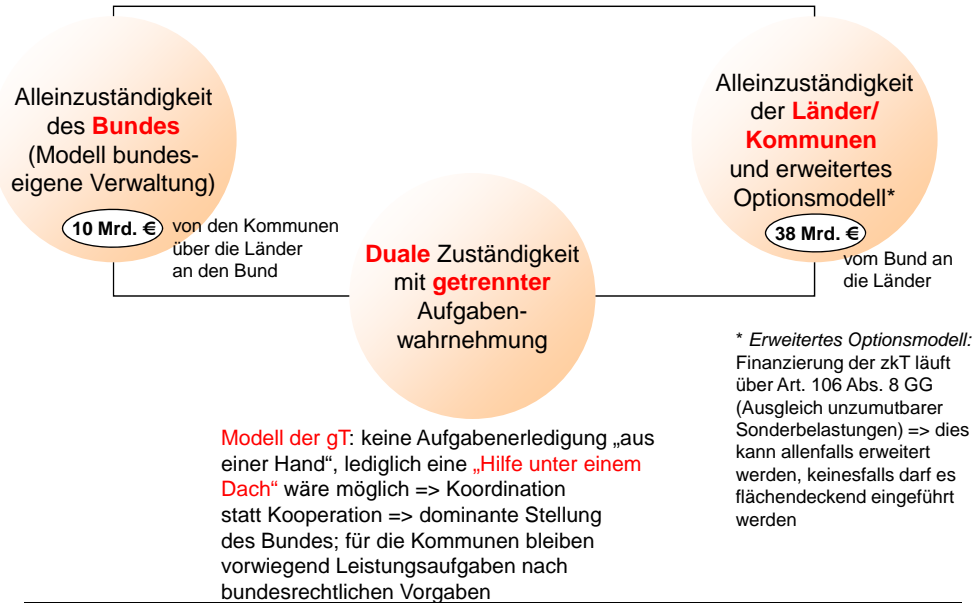 Alleinzuständigkeit
des Bundes
(Modell bundes-
eigene Verwaltung)
10 Mrd. €
von den Kommunen
über die Länder
an den Bund
Duale Zuständigkeit
mit getrennter
Aufgaben-
wahrnehmung
Alleinzuständigkeit
der Länder/
Kommunen
und erweitertes
Optionsmodell*
38 Mrd. €
vom Bund an
die Länder
* Erweitertes Optionsmodell:
Finanzierung der zkT läuft
über Art. 106 Abs. 8 GG
(Ausgleich unzumutbarer
Sonderbelastungen) => dies
kann allenfalls erweitert
werden, keinesfalls darf es
flächendeckend eingeführt
werden
Modell der gT: keine Aufgabenerledigung „aus
einer Hand“, lediglich eine „Hilfe unter einem
Dach“ wäre möglich => Koordination
statt Kooperation => dominante Stellung
des Bundes; für die Kommunen bleiben
vorwiegend Leistungsaufgaben nach
bundesrechtlichen Vorgaben